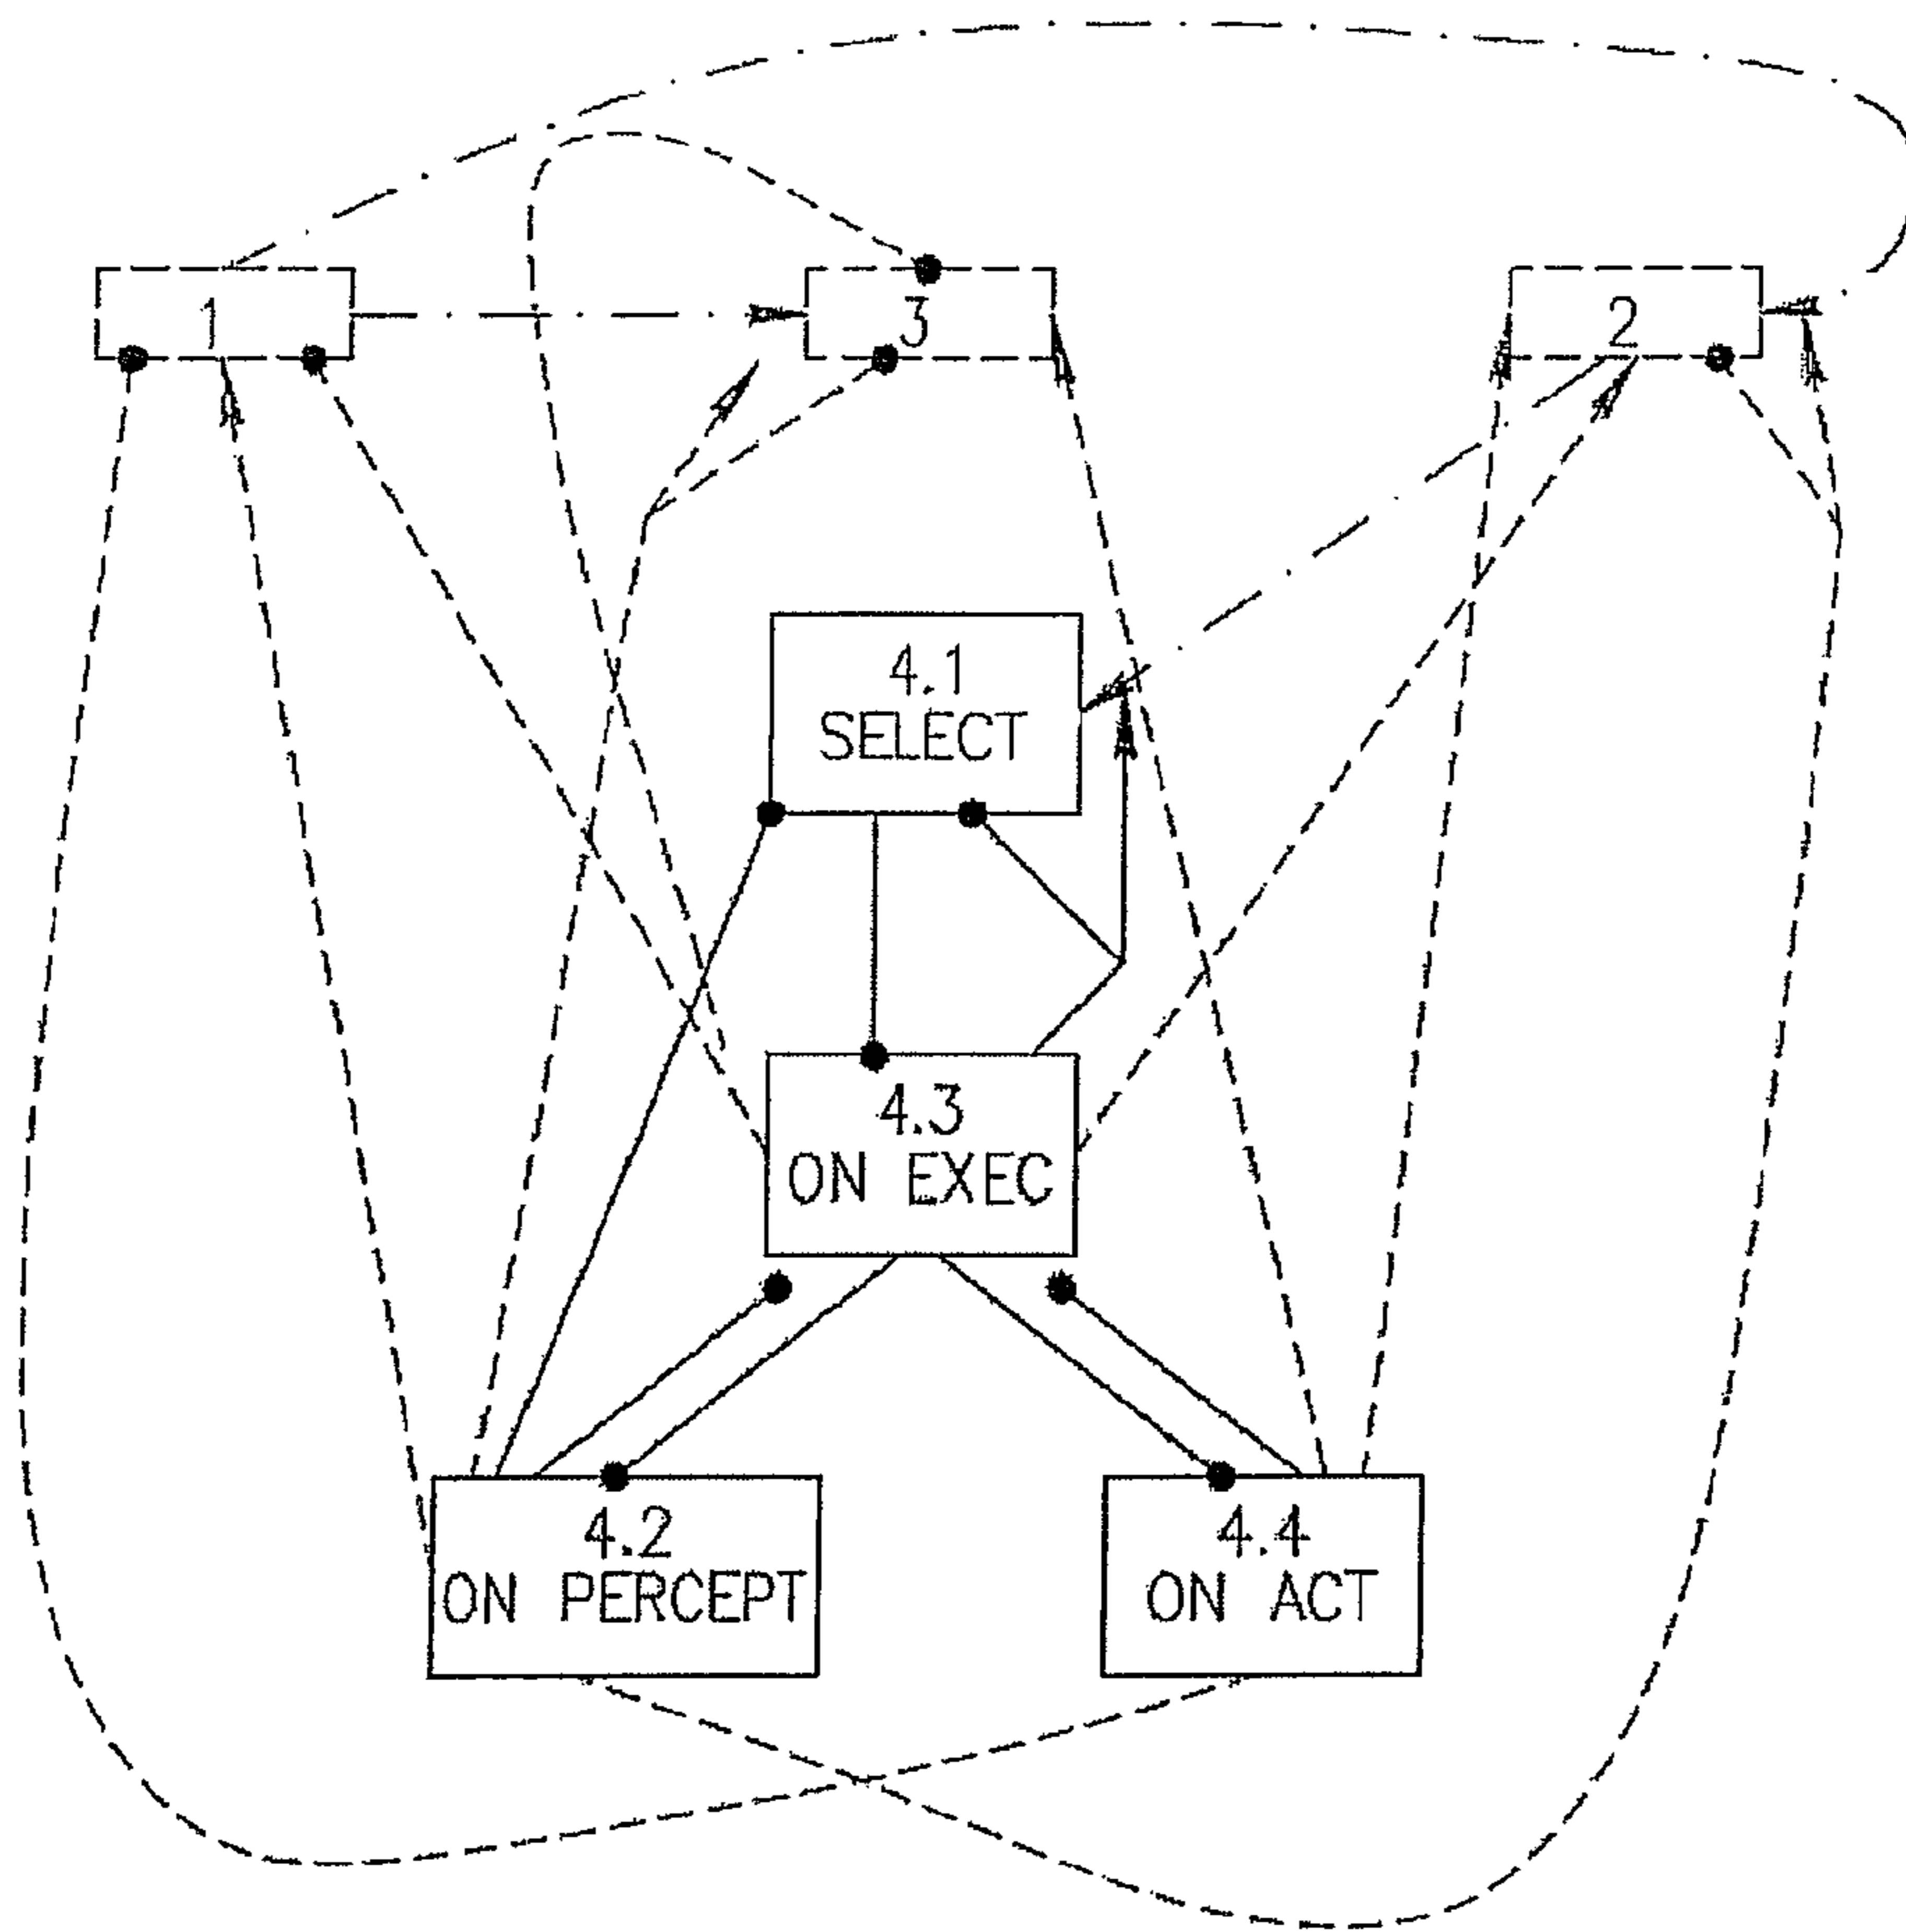 1
3
2
4.1
SELECT
4.3
ON EXEC
4.2
ON PERCEPT
4.4
ON ACT